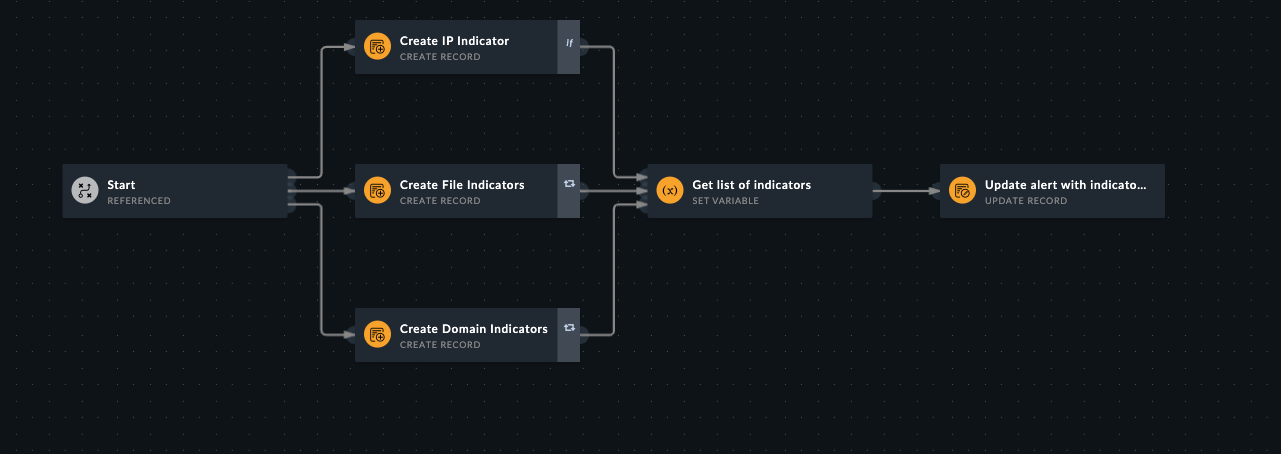 Create IP Indicator
CREATE RECORD
If
Start
REFERENCED
Create File Indicators
CREATE RECORD
(x)
Get list of indicators
SET VARIABLE
Update alert with indicato...
UPDATE RECORD
Create Domain Indicators
CREATE RECORD